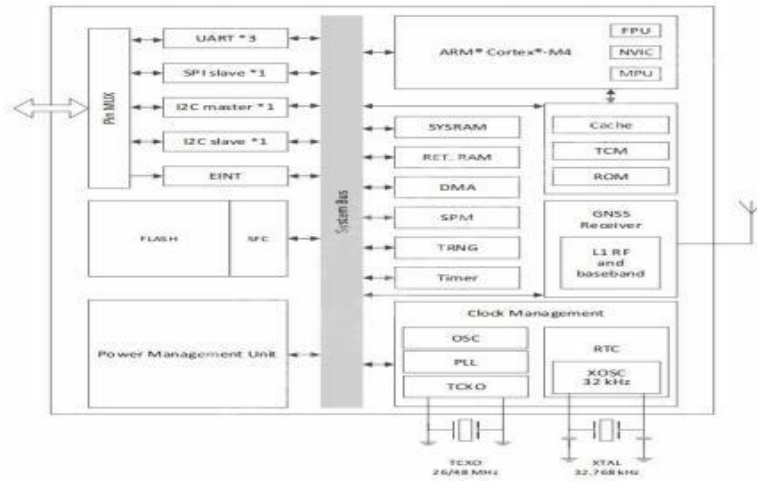 UART *3
SPI slave *1
I2C master *1
I2C slave *1
EINT
Pin MUX
FLASH
SFC
Power Management Unit
System Bus
ARM® Cortex®-M4
FPU
NVIC
MPU
SYSRAM
RET. RAM
DMA
SPM
TRNG
Timer
Cache
TCM
ROM
GNSS
Receiver
L1 RF
and
baseband
Clock Management
OSC
PLL
TCXO
RTC
XOSC
32 kHz
TCXO
26/48 MHz
XTAL
32.768 kHz